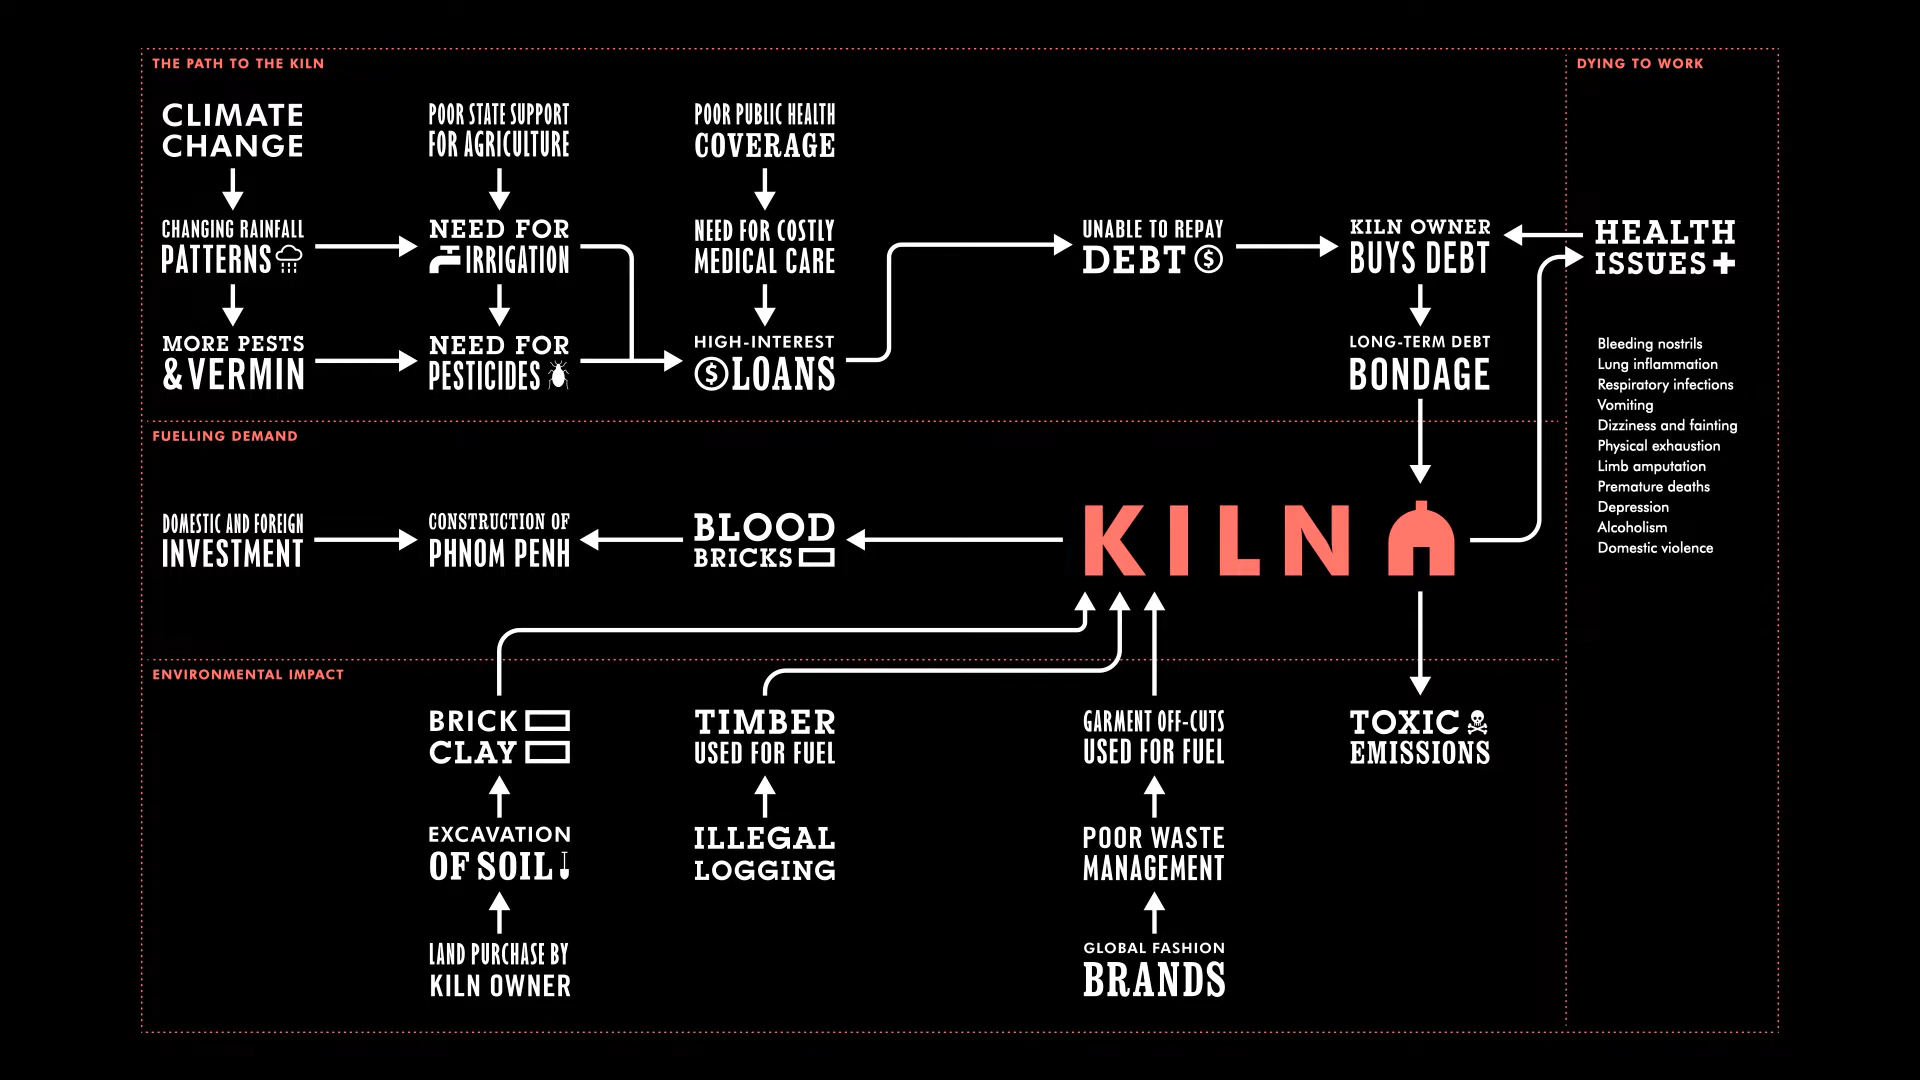 THE PATH TO THE KILN
CLIMATE
CHANGE
POOR STATE SUPPORT
FOR AGRICULTURE
POOR PUBLIC HEALTH
COVERAGE
CHANGING RAINFALL
PATTERNS
NEED FOR
IRRIGATION
NEED FOR COSTLY
MEDICAL CARE
UNABLE TO REPAY
DEBT
KILN OWNER
BUYS DEBT
MORE PESTS
& VERMIN
NEED FOR
PESTICIDES
HIGH-INTEREST
LOANS
LONG-TERM DEBT
BONDAGE
DYING TO WORK
HEALTH
ISSUES
Bleeding nostrils
Lung inflammation
Respiratory infections
Vomiting
Dizziness and fainting
Physical exhaustion
Limb amputation
Premature deaths
Depression
Alcoholism
Domestic violence
FUELLING DEMAND
DOMESTIC AND FOREIGN
INVESTMENT
CONSTRUCTION OF
PHNOM PENH
BLOOD
BRICKS
KILN
ENVIRONMENTAL IMPACT
BRICK
CLAY
TIMBER
USED FOR FUEL
GARMENT OFF-CUTS
USED FOR FUEL
TOXIC
EMISSIONS
EXCAVATION
OF SOIL
ILLEGAL
LOGGING
POOR WASTE
MANAGEMENT
LAND PURCHASE BY
KILN OWNER
GLOBAL FASHION
BRANDS